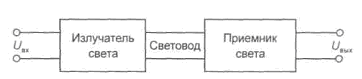 Uвх
Излучатель
света
Световод
Приемник
света
Uвых